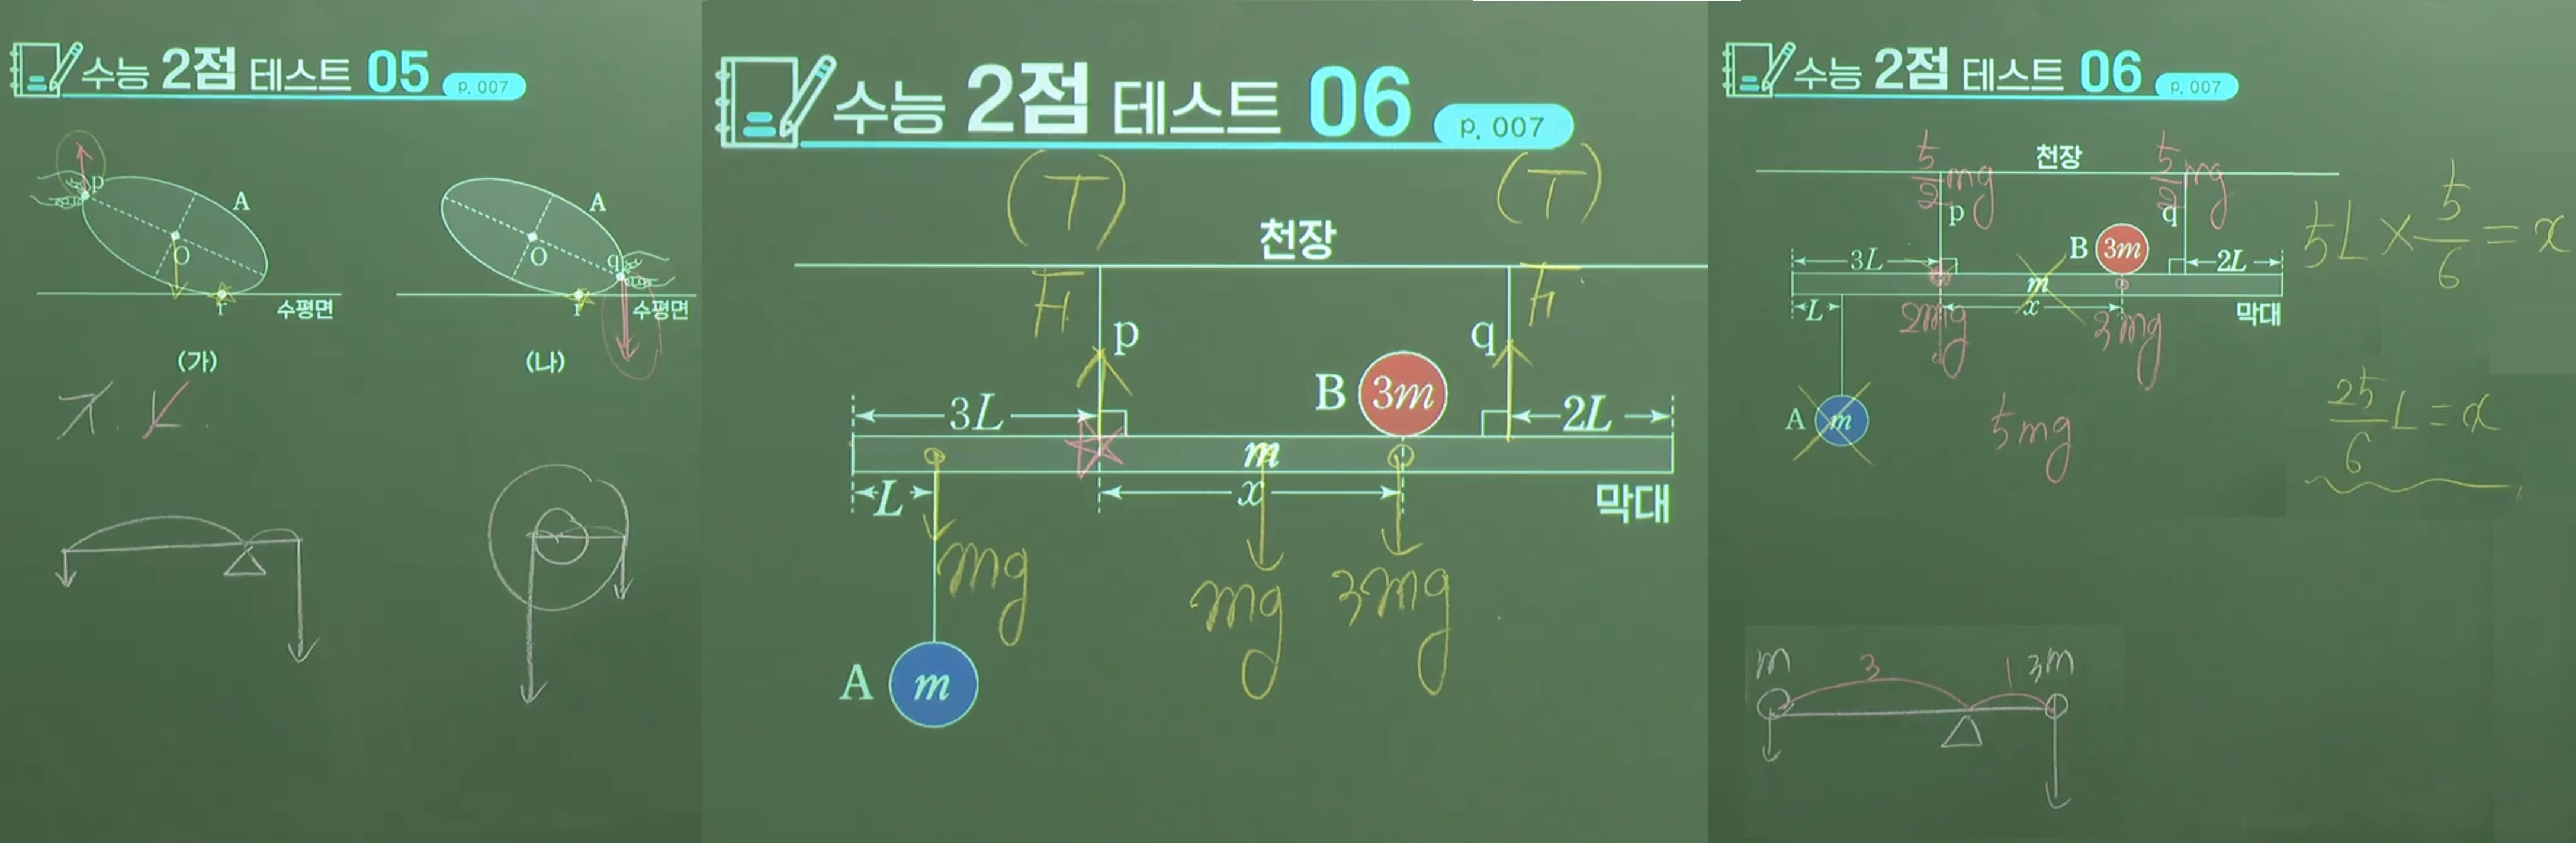 수능 2점 테스트 05 p. 007
p A
O
r 수평면
(가)
A
O q
r 수평면
(나)
ㄱ. ㄴ.
수능 2점 테스트 06 p. 007
(T) (T)
천장
F F
p q
B 3m
3L 2L
m
L x 막대
mg
mg 3mg
A m
수능 2점 테스트 06 p. 007
5/2 mg 천장 5/2 mg
p q
B 3m
3L 2L
m
L x 막대
2mg 3mg
A m
5mg
5L × 5/6 = x
25/6 L = x
m 3 1 3m